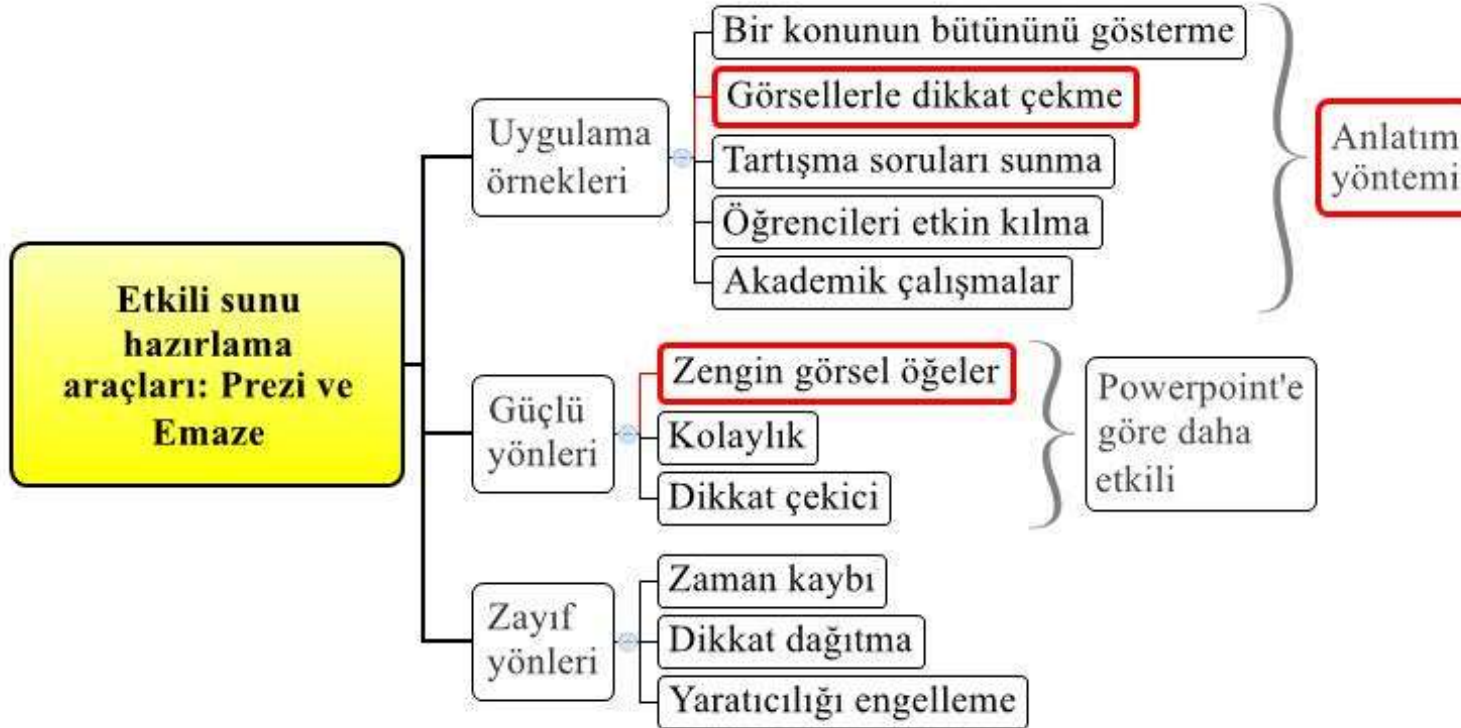 Etkili sunu
hazırlama
araçları: Prezi ve
Emaze
Uygulama
örnekleri
Bir konunun bütününü gösterme
Görsellerle dikkat çekme
Tartışma soruları sunma
Öğrencileri etkin kılma
Akademik çalışmalar
Anlatım
yöntemi
Güçlü
yönleri
Zengin görsel öğeler
Kolaylık
Dikkat çekici
Powerpoint'e
göre daha
etkili
Zayıf
yönleri
Zaman kaybı
Dikkat dağıtma
Yaratıcılığı engelleme